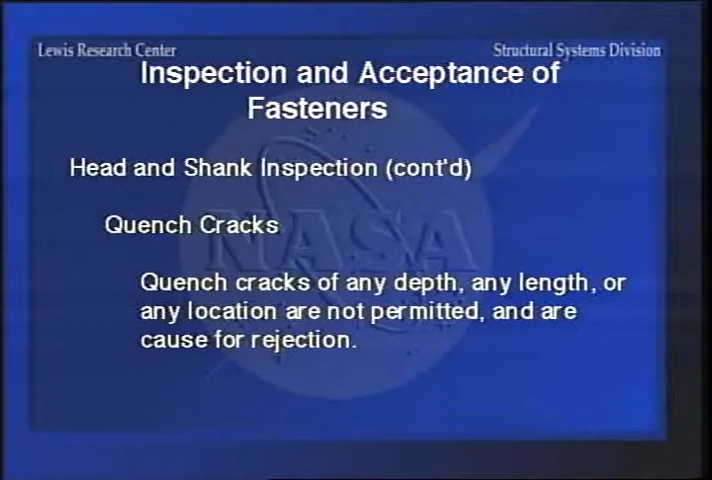 Lewis Research Center
Structural Systems Division
Inspection and Acceptance of
Fasteners
Head and Shank Inspection (cont'd)
Quench Cracks
Quench cracks of any depth, any length, or
any location are not permitted, and are
cause for rejection.
NASA